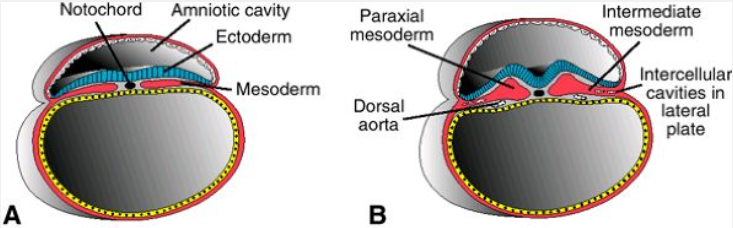 Notochord
Amniotic cavity
Ectoderm
Mesoderm
A
Paraxial
mesoderm
Intermediate
mesoderm
Intercellular
cavities in
lateral
plate
Dorsal
aorta
B